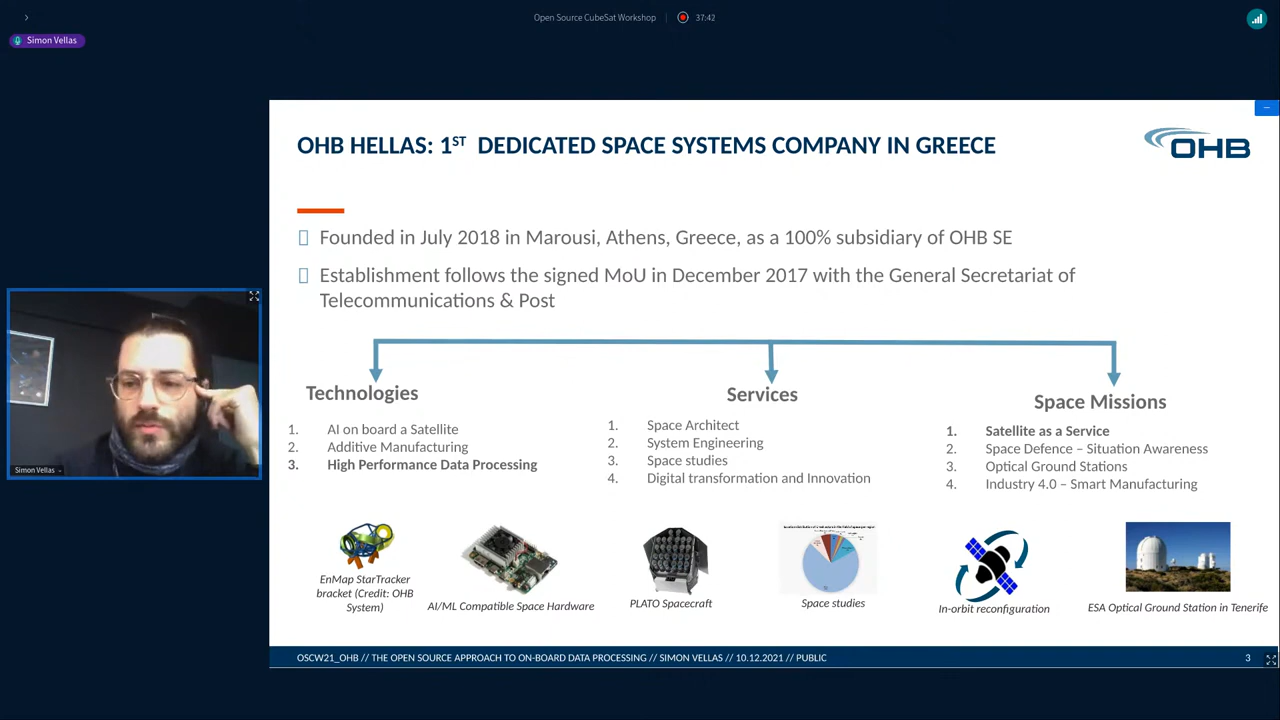 Open Source CubeSat Workshop
37:42
Simon Vellas
OHB HELLAS: 1ST DEDICATED SPACE SYSTEMS COMPANY IN GREECE
OHB
Founded in July 2018 in Marousi, Athens, Greece, as a 100% subsidiary of OHB SE
Establishment follows the signed MoU in December 2017 with the General Secretariat of
Telecommunications & Post
Technologies
1. AI on board a Satellite
2. Additive Manufacturing
3. High Performance Data Processing
Services
1. Space Architect
2. System Engineering
3. Space studies
4. Digital transformation and Innovation
Space Missions
1. Satellite as a Service
2. Space Defence – Situation Awareness
3. Optical Ground Stations
4. Industry 4.0 – Smart Manufacturing
EnMap StarTracker
bracket (Credit: OHB
System)
AI/ML Compatible Space Hardware
PLATO Spacecraft
Space studies
In-orbit reconfiguration
ESA Optical Ground Station in Tenerife
Simon Vellas
OSCW21_OHB // THE OPEN SOURCE APPROACH TO ON-BOARD DATA PROCESSING // SIMON VELLAS // 10.12.2021 // PUBLIC
3